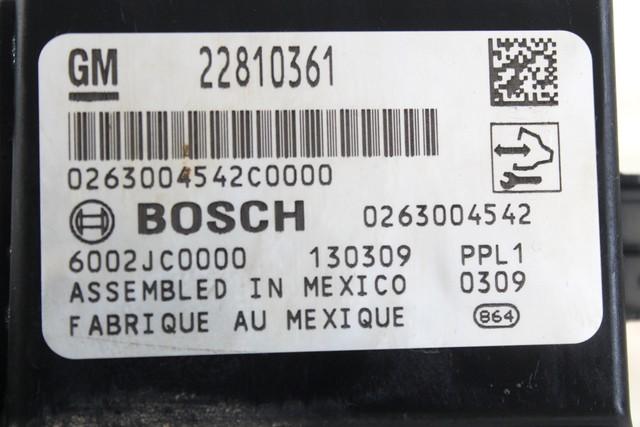 GM 22810361
0263004542C0000
BOSCH 0263004542
6002JC0000 130309 PPL1
ASSEMBLED IN MEXICO 0309
FABRIQUE AU MEXIQUE 864